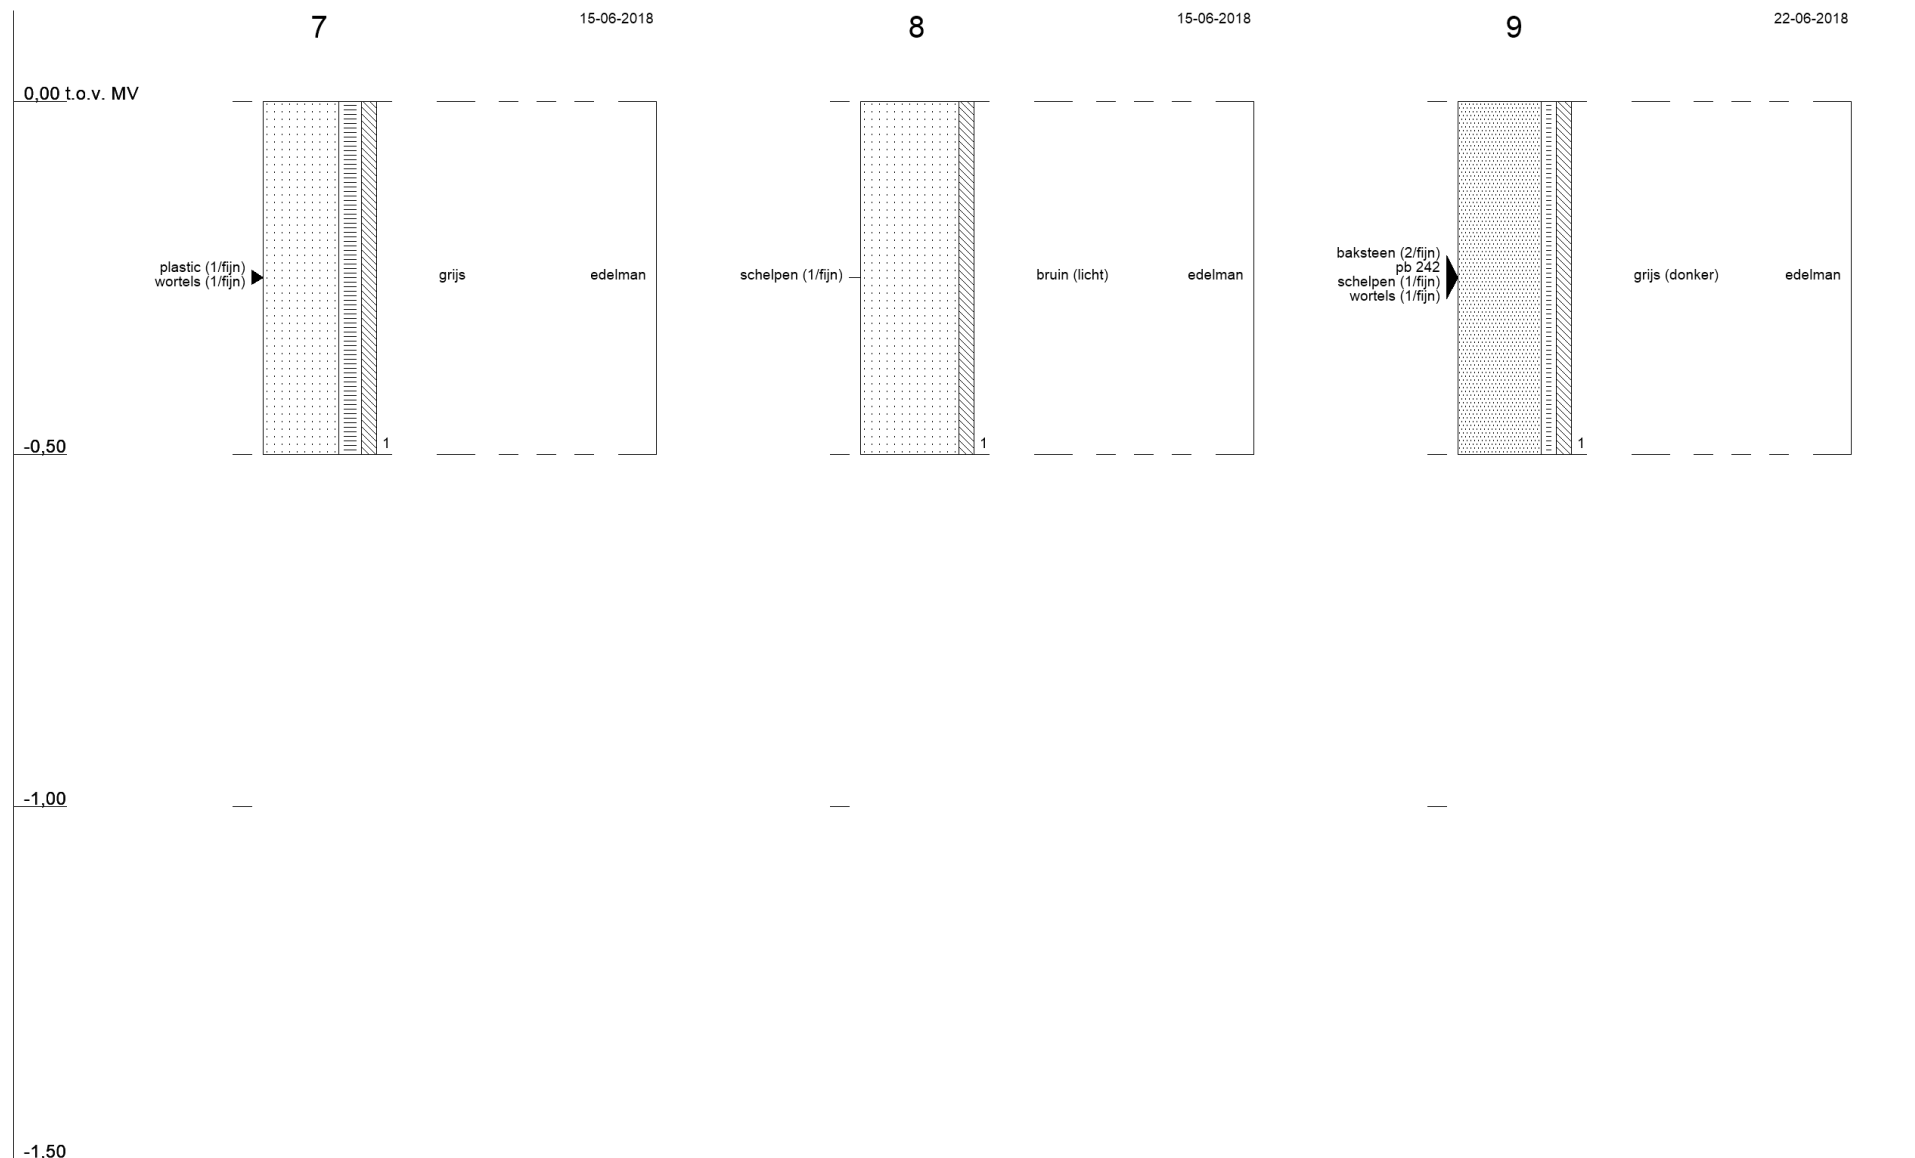 7
15-06-2018
8
15-06-2018
9
22-06-2018
0,00 t.o.v. MV
plastic (1/fijn)
wortels (1/fijn)
grijs
edelman
1
schelpen (1/fijn)
bruin (licht)
edelman
1
baksteen (2/fijn)
pb 242
schelpen (1/fijn)
wortels (1/fijn)
grijs (donker)
edelman
1
-0,50
-1,00
-1,50